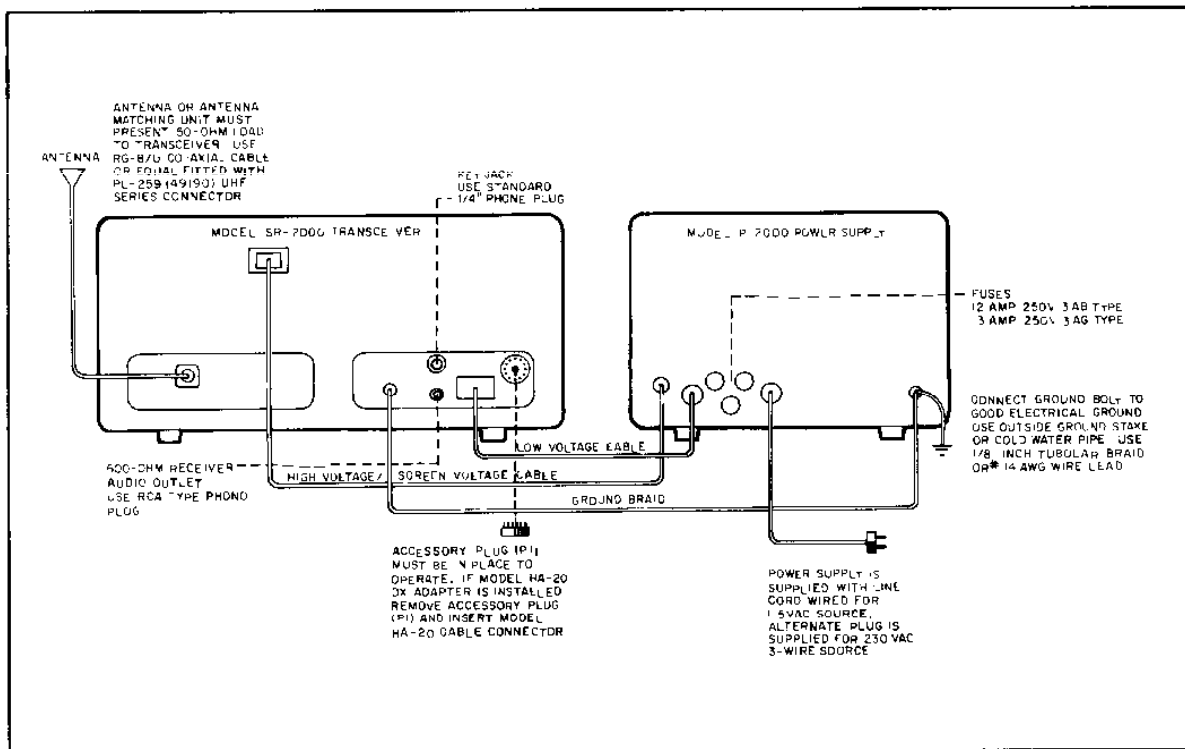 ANTENNA OR ANTENNA
MATCHING UNIT MUST
PRESENT 50-OHM LOAD
TO TRANSCEIVER USE
RG-8/U CO-AXIAL CABLE
OR EQUAL FITTED WITH
PL-259 (49190) UHF
SERIES CONNECTOR
ANTENNA
KEY JACK
USE STANDARD
1/4" PHONE PLUG
MODEL SR-2000 TRANSCEIVER
MODEL P 2000 POWER SUPPLY
FUSES
12 AMP 250V 3 AB TYPE
3 AMP 250V 3 AG TYPE
CONNECT GROUND BOLT TO
GOOD ELECTRICAL GROUND
USE OUTSIDE GROUND STAKE
OR COLD WATER PIPE USE
1/8 INCH TUBULAR BRAID
OR # 14 AWG WIRE LEAD
LOW VOLTAGE CABLE
500-OHM RECEIVER
AUDIO OUTLET
USE RCA TYPE PHONO
PLUG
HIGH VOLTAGE/ SCREEN VOLTAGE CABLE
GROUND BRAID
ACCESSORY PLUG (P1)
MUST BE IN PLACE TO
OPERATE. IF MODEL HA-20
DX ADAPTER IS INSTALLED
REMOVE ACCESSORY PLUG
(P1) AND INSERT MODEL
HA-20 CABLE CONNECTOR
POWER SUPPLY IS
SUPPLIED WITH LINE
CORD WIRED FOR
VAC SOURCE,
ALTERNATE PLUG IS
SUPPLIED FOR 230 VAC
3-WIRE SOURCE